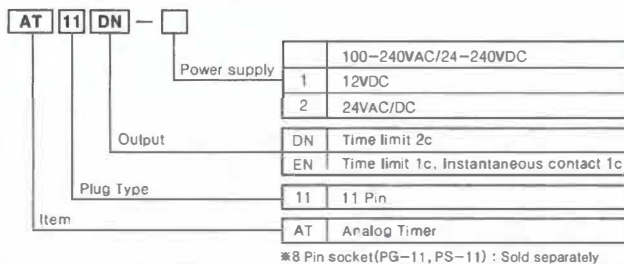 AT 11 DN —
Power supply
100-240VAC/24-240VDC
1 12VDC
2 24VAC/DC
Output
DN Time limit 2c
EN Time limit 1c, Instantaneous contact 1c
Plug Type
11 11 Pin
Item
AT Analog Timer
※8 Pin socket(PG-11, PS-11) : Sold separately